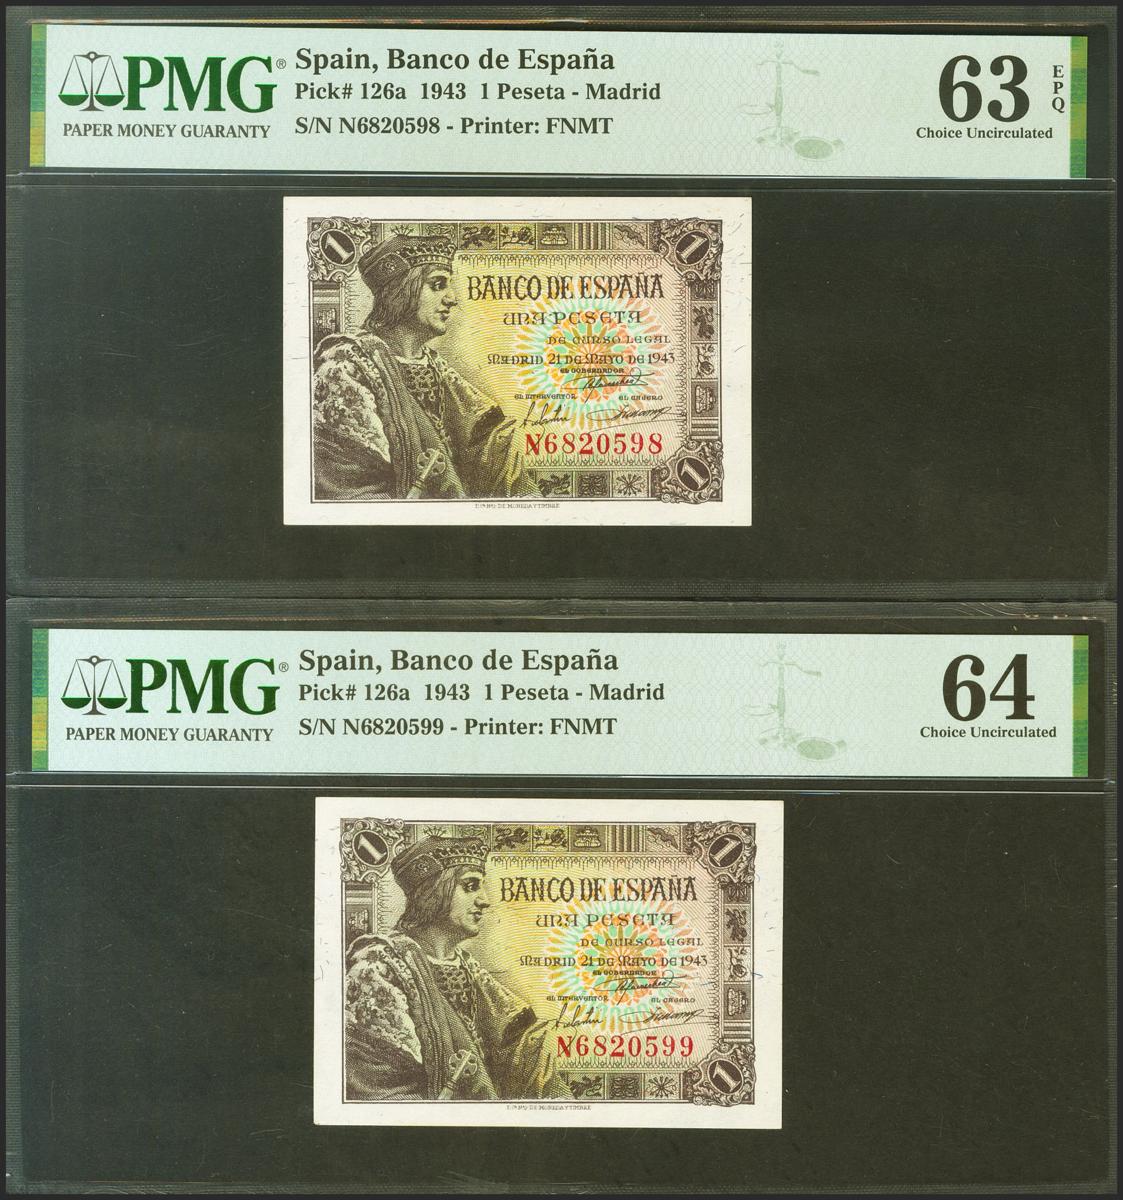 PMG®
PAPER MONEY GUARANTY
Spain, Banco de España
Pick# 126a 1943 1 Peseta - Madrid
S/N N6820598 - Printer: FNMT
63
EPQ
Choice Uncirculated
1
1
BANCO DE ESPAÑA
UNA PESETA
DE CURSO LEGAL
MADRID 21 DE MAYO DE 1943
EL GOBERNADOR
EL INTERVENTOR EL CAJERO
N6820598
1
PMG®
PAPER MONEY GUARANTY
Spain, Banco de España
Pick# 126a 1943 1 Peseta - Madrid
S/N N6820599 - Printer: FNMT
64
Choice Uncirculated
1
1
BANCO DE ESPAÑA
UNA PESETA
DE CURSO LEGAL
MADRID 21 DE MAYO DE 1943
EL GOBERNADOR
EL INTERVENTOR EL CAJERO
N6820599
1